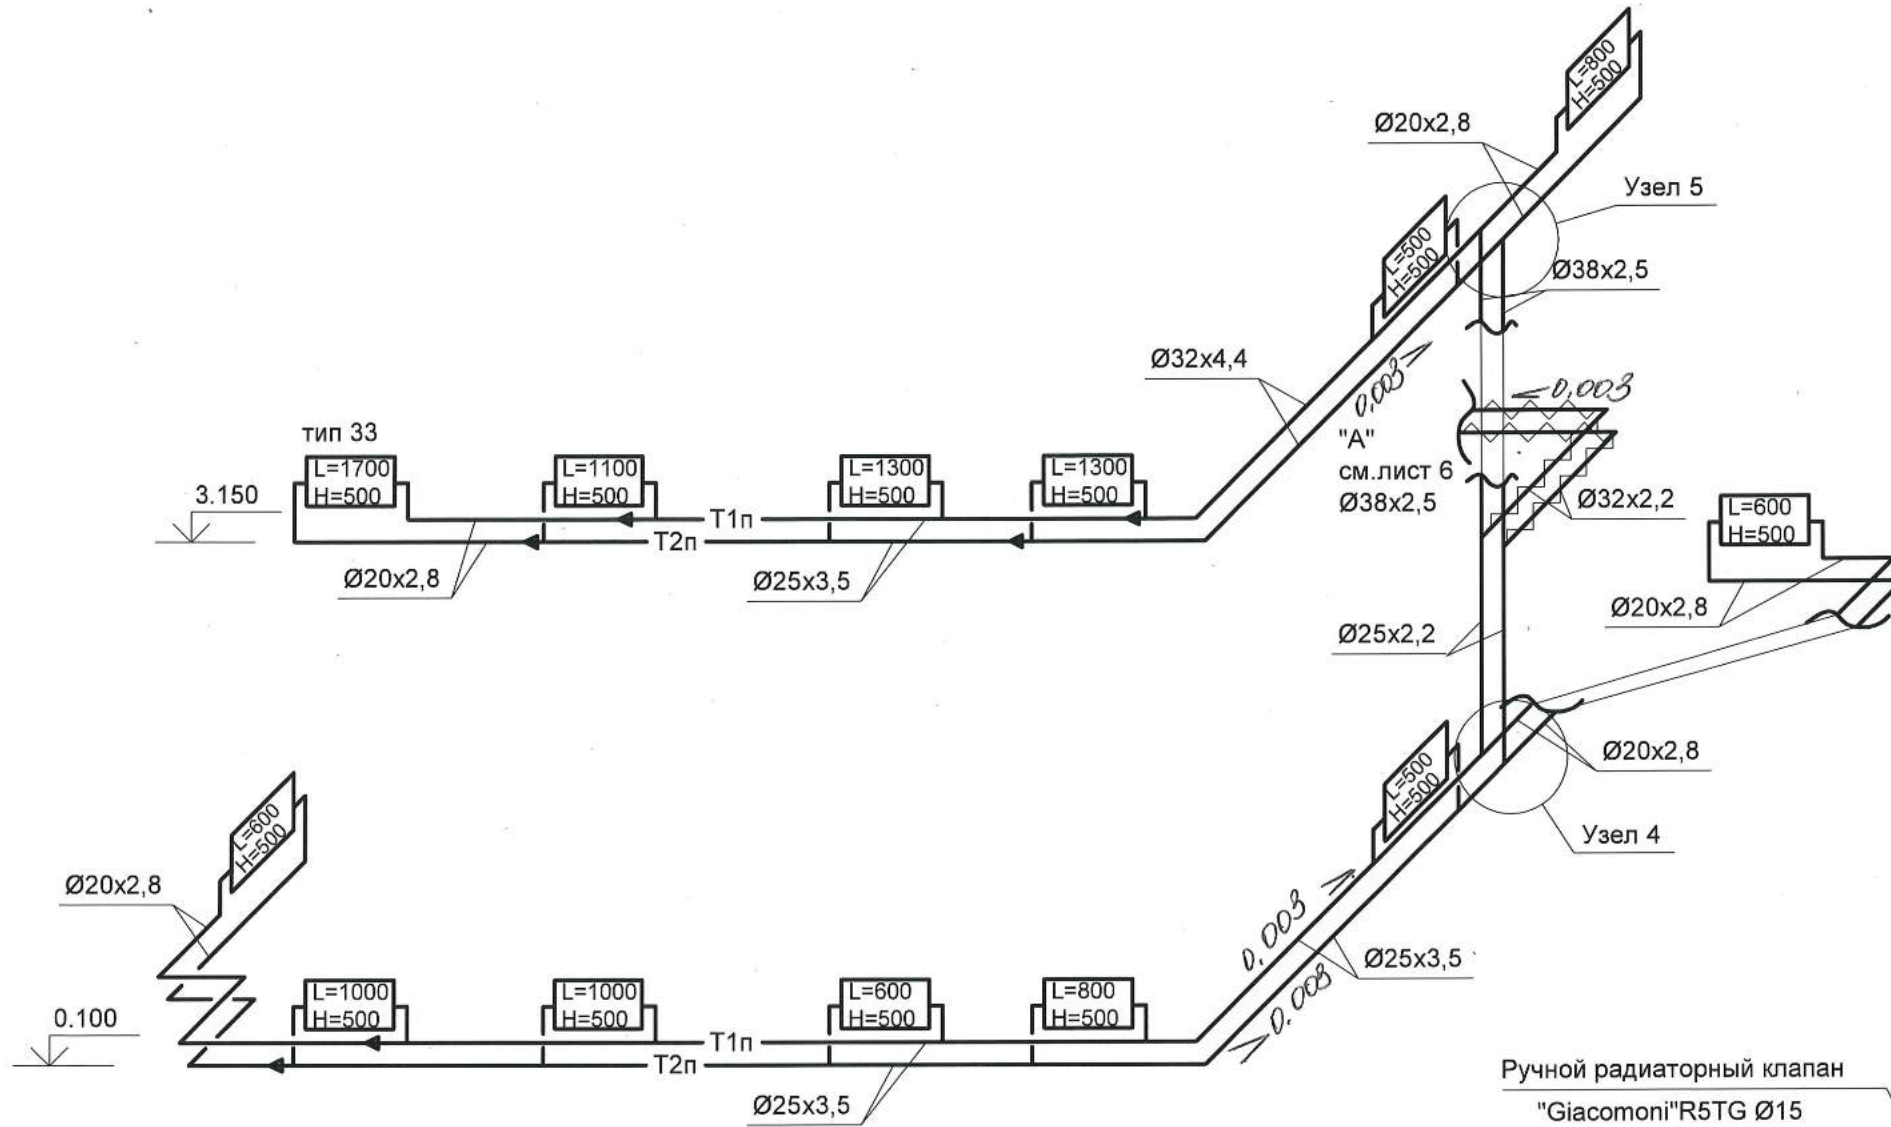 L=800
H=500
Ø20x2,8
Узел 5
L=500
H=500
Ø38x2,5
Ø32x4,4
0,003
0,003
"А"
см.лист 6
Ø38x2,5
Ø32x2,2
тип 33
L=1700
H=500
L=1100
H=500
L=1300
H=500
L=1300
H=500
3.150
Т1п
Т2п
Ø20x2,8
Ø25x3,5
L=600
H=500
Ø20x2,8
Ø25x2,2
Ø20x2,8
L=500
H=500
Узел 4
L=600
H=500
Ø20x2,8
0,003
Ø25x3,5
0.003
L=1000
H=500
L=1000
H=500
L=600
H=500
L=800
H=500
0.100
Т1п
Т2п
Ø25x3,5
Ручной радиаторный клапан
"Giacomoni"R5TG Ø15